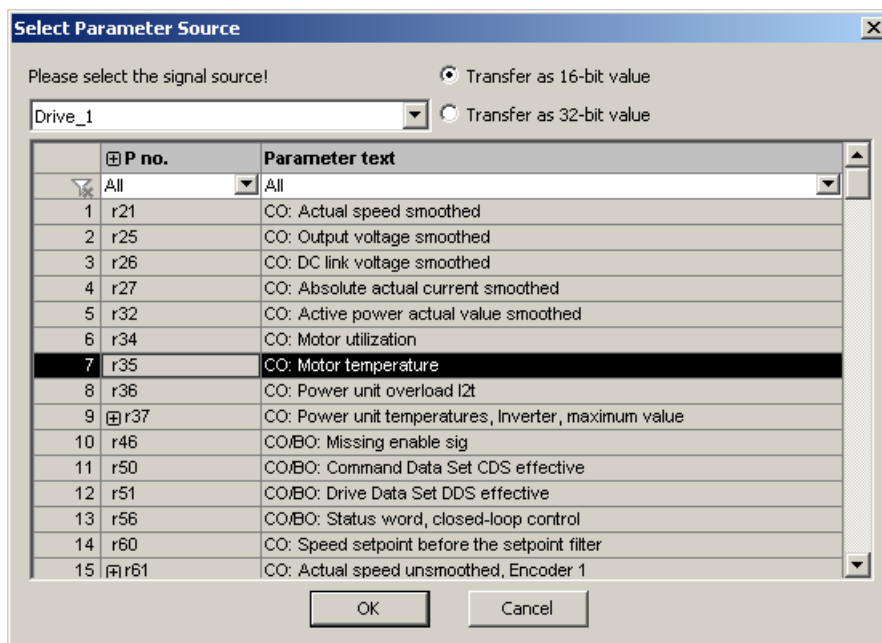 Select Parameter Source
Please select the signal source!
Transfer as 16-bit value
Drive_1
Transfer as 32-bit value
P no. Parameter text
All All
1 r21 CO: Actual speed smoothed
2 r25 CO: Output voltage smoothed
3 r26 CO: DC link voltage smoothed
4 r27 CO: Absolute actual current smoothed
5 r32 CO: Active power actual value smoothed
6 r34 CO: Motor utilization
7 r35 CO: Motor temperature
8 r36 CO: Power unit overload I2t
9 r37 CO: Power unit temperatures, Inverter, maximum value
10 r46 CO/BO: Missing enable sig
11 r50 CO/BO: Command Data Set CDS effective
12 r51 CO/BO: Drive Data Set DDS effective
13 r56 CO/BO: Status word, closed-loop control
14 r60 CO: Speed setpoint before the setpoint filter
15 r61 CO: Actual speed unsmoothed, Encoder 1
OK Cancel